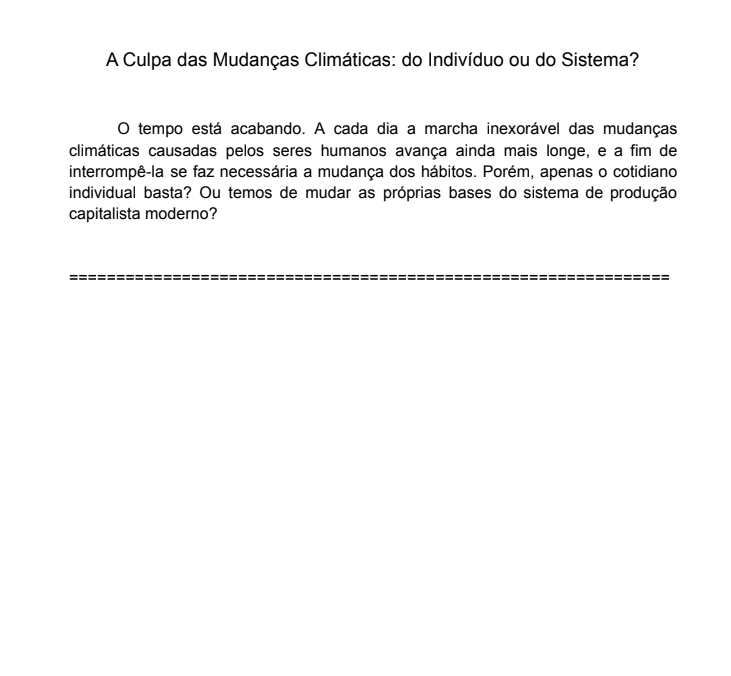 A Culpa das Mudanças Climáticas: do Indivíduo ou do Sistema?
O tempo está acabando. A cada dia a marcha inexorável das mudanças
climáticas causadas pelos seres humanos avança ainda mais longe, e a fim de
interrompê-la se faz necessária a mudança dos hábitos. Porém, apenas o cotidiano
individual basta? Ou temos de mudar as próprias bases do sistema de produção
capitalista moderno?
================================================================